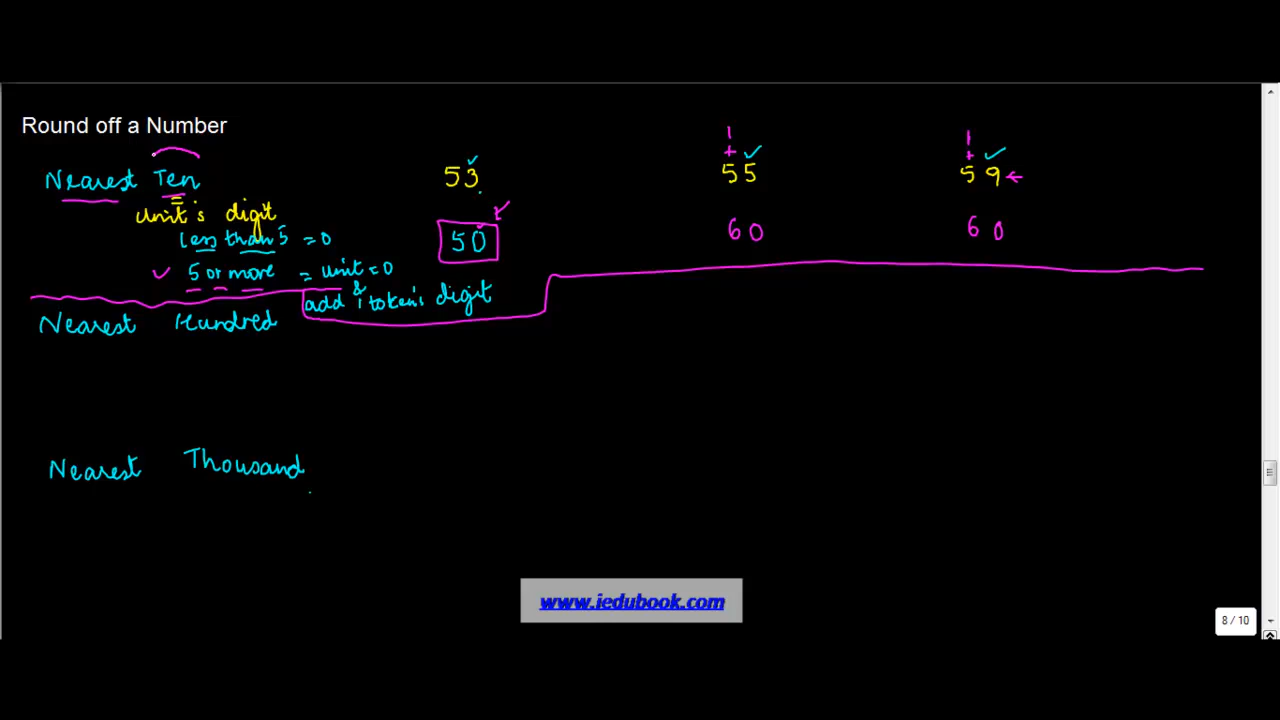 Round off a Number
Nearest Ten
unit's digit
less than 5 = 0
5 or more = unit = 0
&
add 1 to ten's digit
53
50
1
+
55
60
1
+
59
60
Nearest Hundred
Nearest Thousand
www.iedubook.com
8 / 10